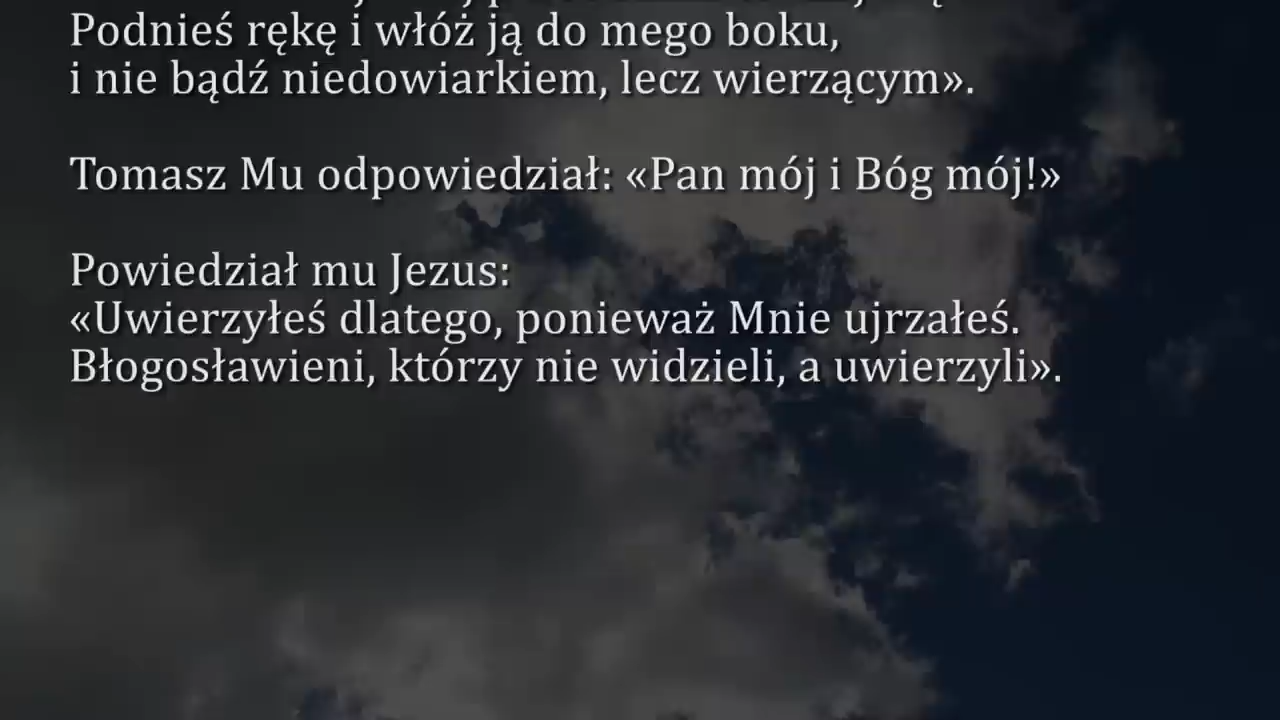 Podnieś rękę i włóż ją do mego boku,
i nie bądź niedowiarkiem, lecz wierzącym».
Tomasz Mu odpowiedział: «Pan mój i Bóg mój!»
Powiedział mu Jezus:
«Uwierzyłeś dlatego, ponieważ Mnie ujrzałeś.
Błogosławieni, którzy nie widzieli, a uwierzyli».